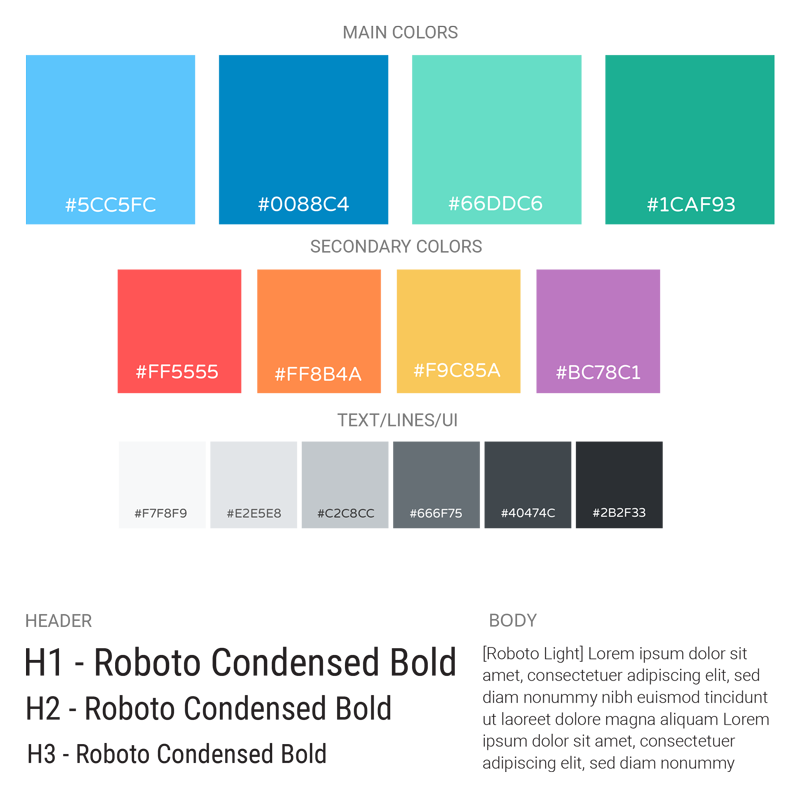 MAIN COLORS
#5CC5FC
#0088C4
#66DDC6
#1CAF93
SECONDARY COLORS
#FF5555
#FF8B4A
#F9C85A
#BC78C1
TEXT/LINES/UI
#F7F8F9
#E2E5E8
#C2C8CC
#666F75
#40474C
#2B2F33
HEADER
H1 - Roboto Condensed Bold
H2 - Roboto Condensed Bold
H3 - Roboto Condensed Bold
BODY
[Roboto Light] Lorem ipsum dolor sit
amet, consectetuer adipiscing elit, sed
diam nonummy nibh euismod tincidunt
ut laoreet dolore magna aliquam Lorem
ipsum dolor sit amet, consectetuer
adipiscing elit, sed diam nonummy